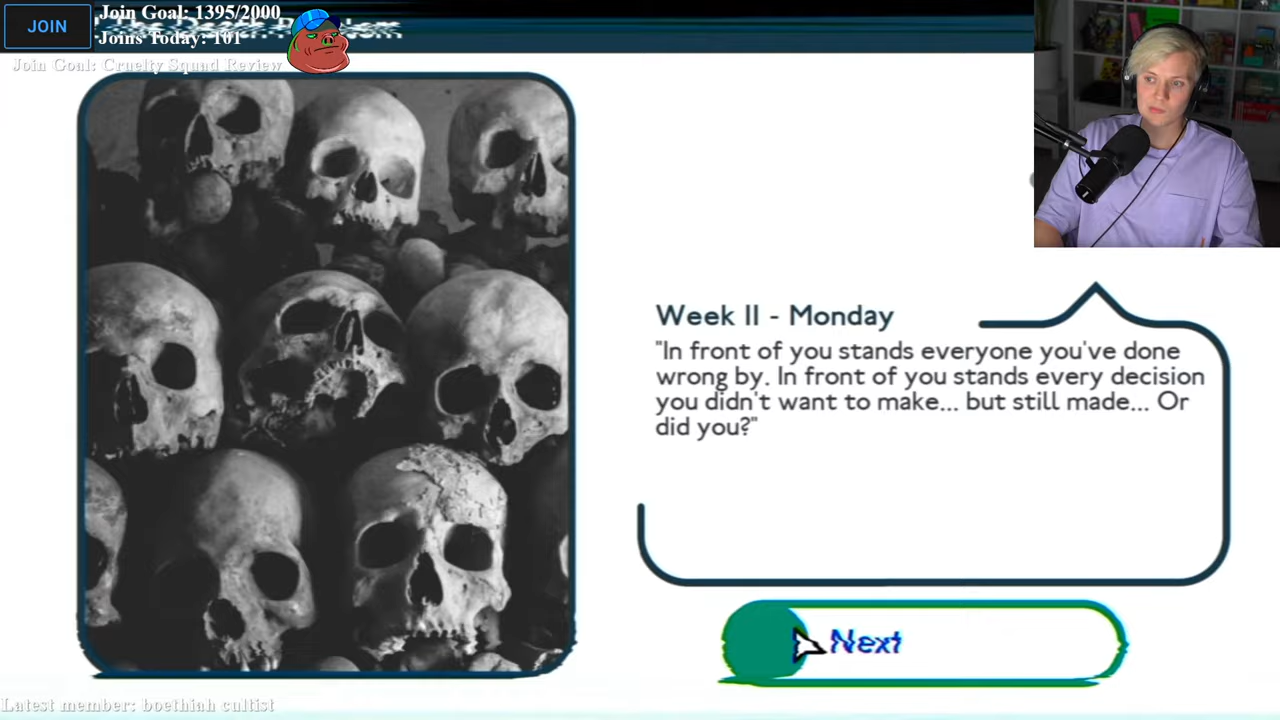 JOIN
Join Goal: 1395/2000
Joins Today: 101
Join Goal: Cruelty Squad Review
Week II - Monday
"In front of you stands everyone you've done
wrong by. In front of you stands every decision
you didn't want to make... but still made... Or
did you?"
Next
Latest member: boethiah cultist